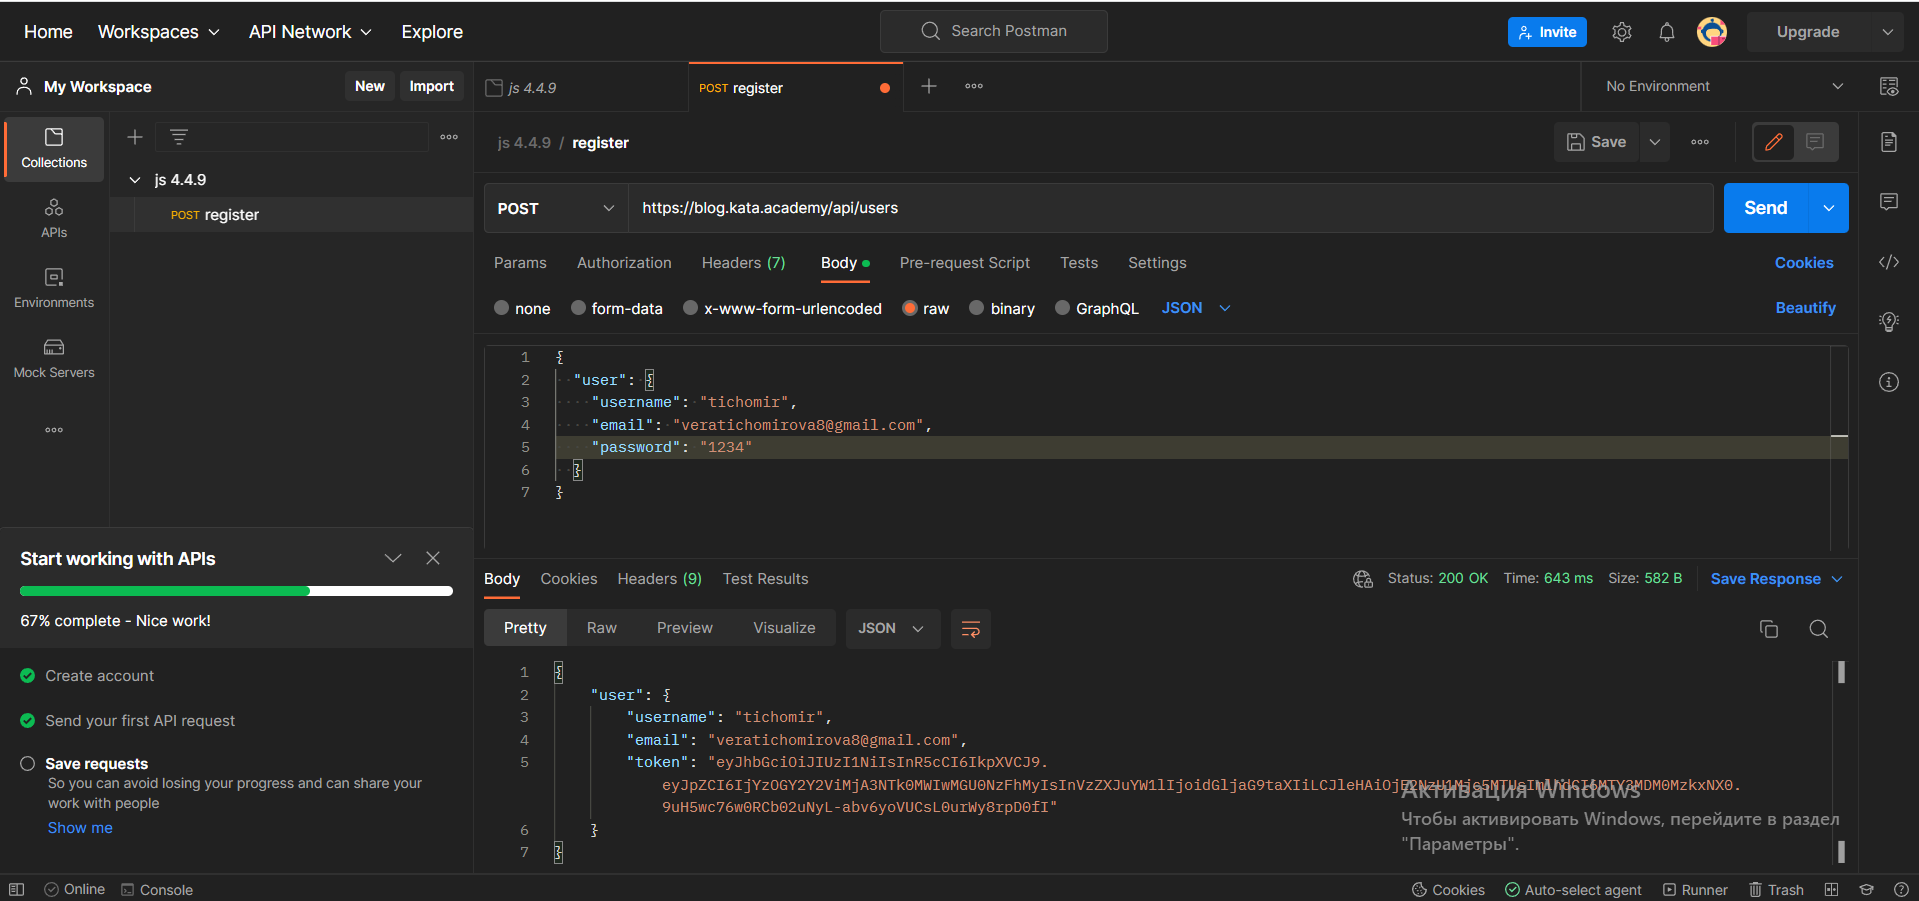 Home Workspaces API Network Explore Search Postman Invite Upgrade
My Workspace New Import js 4.4.9 POST register No Environment
js 4.4.9 / register Save
Collections
js 4.4.9
POST register
APIs
Environments
Mock Servers
POST https://blog.kata.academy/api/users Send
Params Authorization Headers (7) Body Pre-request Script Tests Settings Cookies
none form-data x-www-form-urlencoded raw binary GraphQL JSON Beautify
1 {
2 "user": {
3 "username": "tichomir",
4 "email": "veratichomirova8@gmail.com",
5 "password": "1234"
6 }
7 }
Start working with APIs
67% complete - Nice work!
Create account
Send your first API request
Save requests
So you can avoid losing your progress and can share your
work with people
Show me
Body Cookies Headers (9) Test Results Status: 200 OK Time: 643 ms Size: 582 B Save Response
Pretty Raw Preview Visualize JSON
1 {
2 "user": {
3 "username": "tichomir",
4 "email": "veratichomirova8@gmail.com",
5 "token": "eyJhbGciOiJIUzI1NiIsInR5cCI6IkpXVCJ9.
9uH5wc76w0RCb02uNyL-abv6yoVUCsL0urWy8rpD0fI"
6 }
7 }
Активация Windows
Чтобы активировать Windows, перейдите в раздел
"Параметры".
Online Console Cookies Auto-select agent Runner Trash